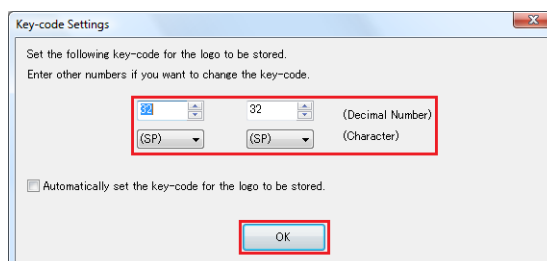 Key-code Settings
Set the following key-code for the logo to be stored.
Enter other numbers if you want to change the key-code.
32 32 (Decimal Number)
(SP) (SP) (Character)
Automatically set the key-code for the logo to be stored.
OK